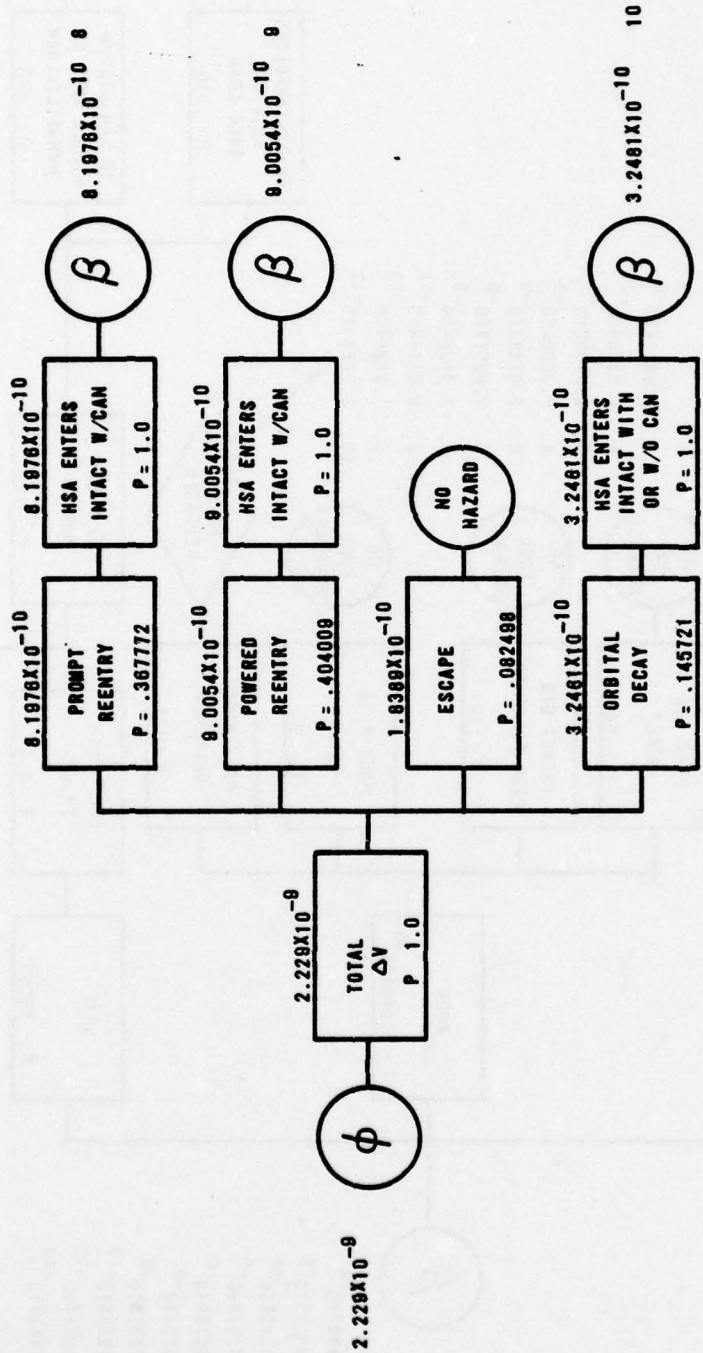 2.229X10⁻⁹
ϕ
2.229X10⁻⁹
TOTAL
ΔV
P 1.0
8.1976X10⁻¹⁰
PROMPT
REENTRY
P= .367772
8.1976X10⁻¹⁰
HSA ENTERS
INTACT W/CAN
P= 1.0
β
8.1976X10⁻¹⁰ 8
9.0054X10⁻¹⁰
POWERED
REENTRY
P= .404009
9.0054X10⁻¹⁰
HSA ENTERS
INTACT W/CAN
P= 1.0
β
9.0054X10⁻¹⁰ 9
1.8389X10⁻¹⁰
ESCAPE
P= .082498
NO
HAZARD
3.2481X10⁻¹⁰
ORBITAL
DECAY
P= .145721
3.2481X10⁻¹⁰
HSA ENTERS
INTACT WITH
OR W/O CAN
P= 1.0
β
3.2481X10⁻¹⁰ 10